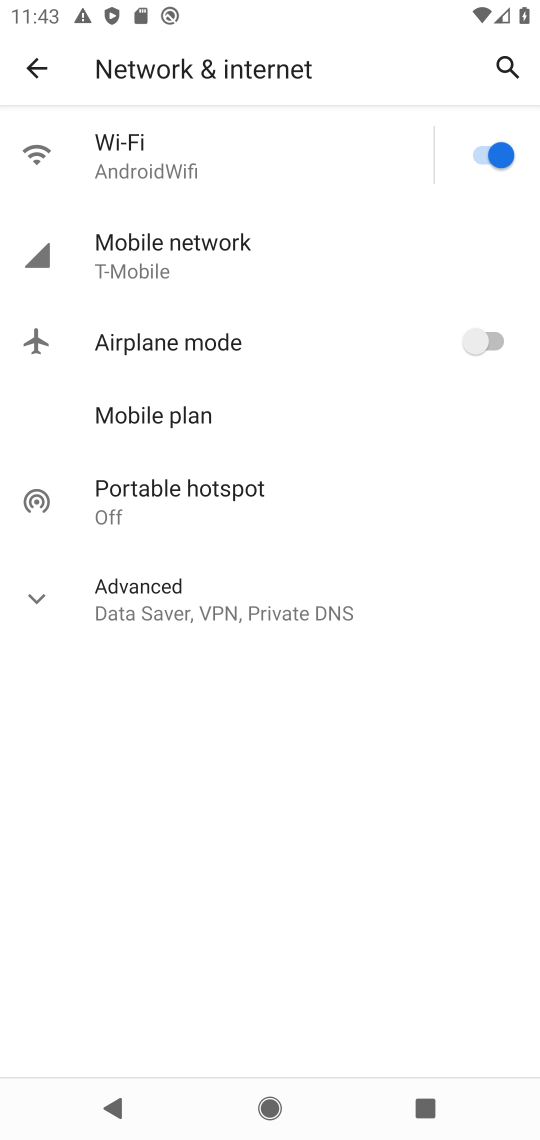 11:43
Network & internet
Wi-Fi
AndroidWifi
Mobile network
T-Mobile
Airplane mode
Mobile plan
Portable hotspot
Off
Advanced
Data Saver, VPN, Private DNS